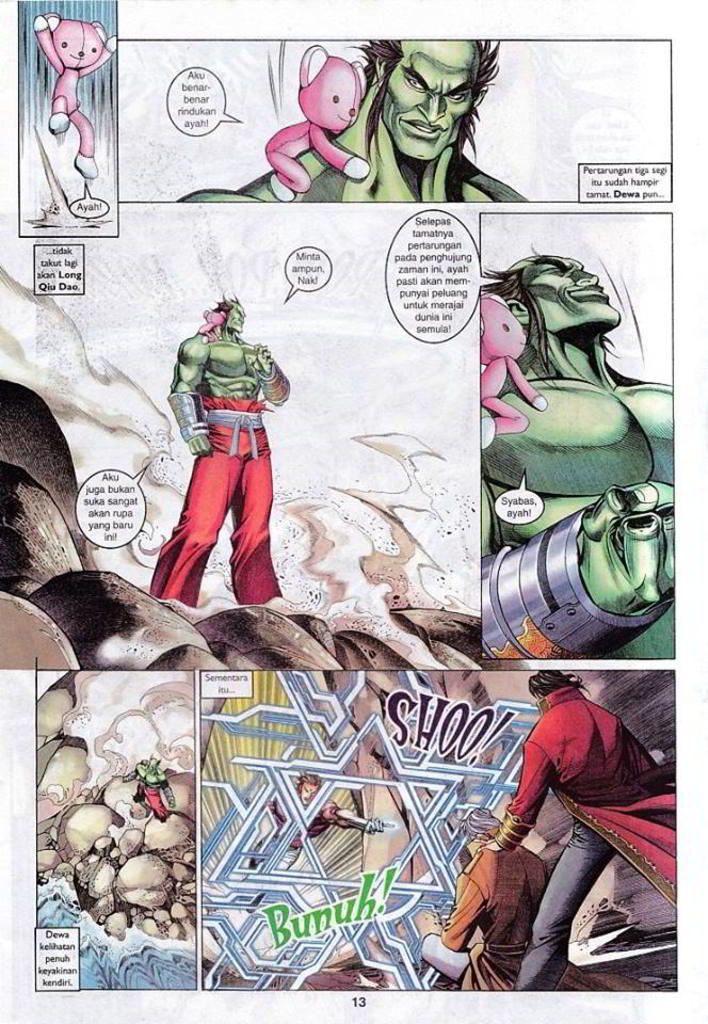 Ayah!
Aku
benar-
benar
rindukan
ayah!
Pertarungan tiga segi
itu sudah hampir
tamat. Dewa pun...
...tidak
takut lagi
akan Long
Qiu Dao.
Minta
ampun,
Nak!
Selepas
tamatnya
pertarungan
pada penghujung
zaman ini, ayah
pasti akan mem-
punyai peluang
untuk merajai
dunia ini
semula!
Aku
juga bukan
suka sangat
akan rupa
yang baru
ini!
Syabas,
ayah!
Dewa
kelihatan
penuh
keyakinan
kendiri.
Sementara
itu...
SHOO!
Bunuh!
13